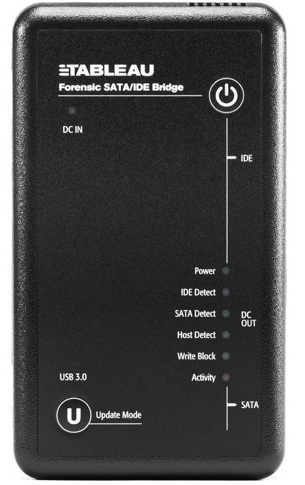 TABLEAU
Forensic SATA/IDE Bridge
DC IN
IDE
Power
IDE Detect
SATA Detect
DC OUT
Host Detect
Write Block
Activity
USB 3.0
SATA
U Update Mode